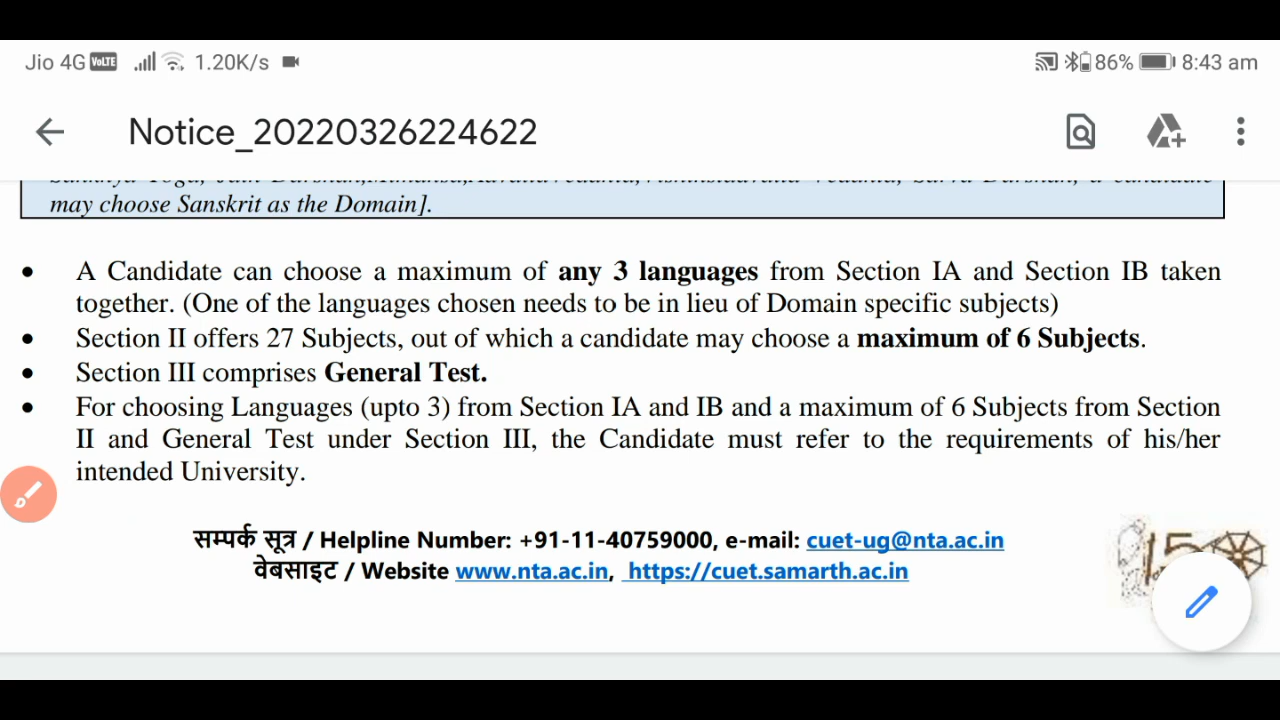 Jio 4G VoLTE 1.20K/s 86% 8:43 am
Notice_20220326224622
may choose Sanskrit as the Domain].
• A Candidate can choose a maximum of any 3 languages from Section IA and Section IB taken
together. (One of the languages chosen needs to be in lieu of Domain specific subjects)
• Section II offers 27 Subjects, out of which a candidate may choose a maximum of 6 Subjects.
• Section III comprises General Test.
• For choosing Languages (upto 3) from Section IA and IB and a maximum of 6 Subjects from Section
II and General Test under Section III, the Candidate must refer to the requirements of his/her
intended University.
सम्पर्क सूत्र / Helpline Number: +91-11-40759000, e-mail: cuet-ug@nta.ac.in
वेबसाइट / Website www.nta.ac.in, https://cuet.samarth.ac.in